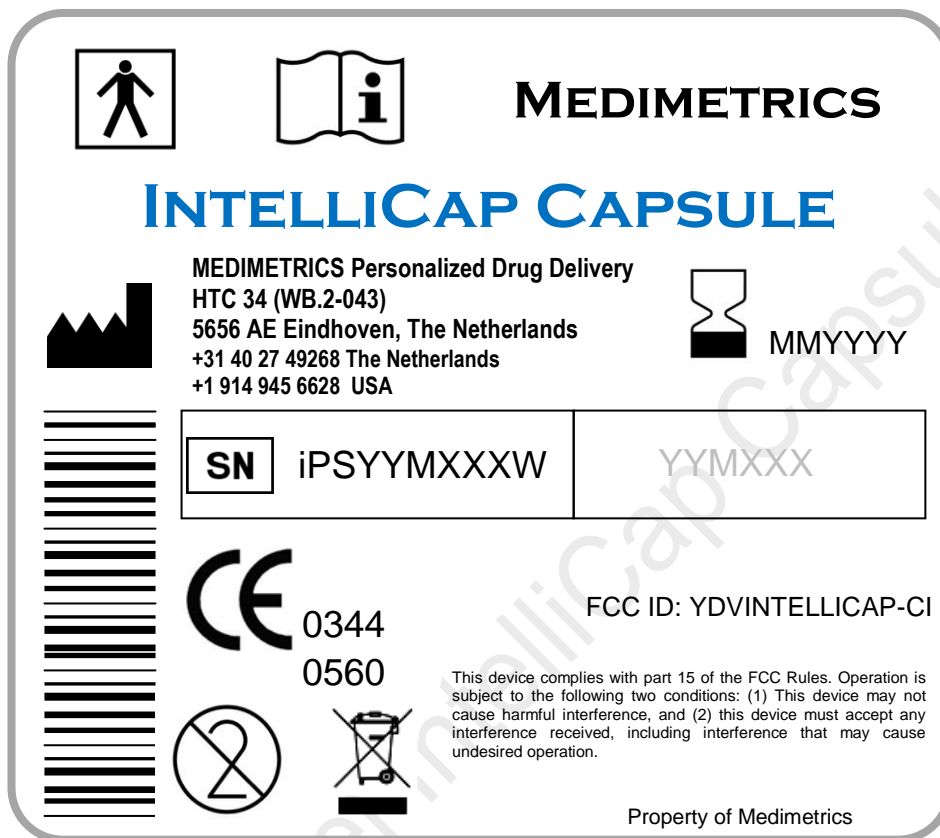 MEDIMETRICS
INTELLICAP CAPSULE
MEDIMETRICS Personalized Drug Delivery
HTC 34 (WB.2-043)
5656 AE Eindhoven, The Netherlands
+31 40 27 49268 The Netherlands
+1 914 945 6628 USA
MMYYYY
SN iPSYYMXXXW
YYMXXX
CE 0344
0560
FCC ID: YDVINTELLICAP-CI
This device complies with part 15 of the FCC Rules. Operation is
subject to the following two conditions: (1) This device may not
cause harmful interference, and (2) this device must accept any
interference received, including interference that may cause
undesired operation.
2
Property of Medimetrics
IntelliCap